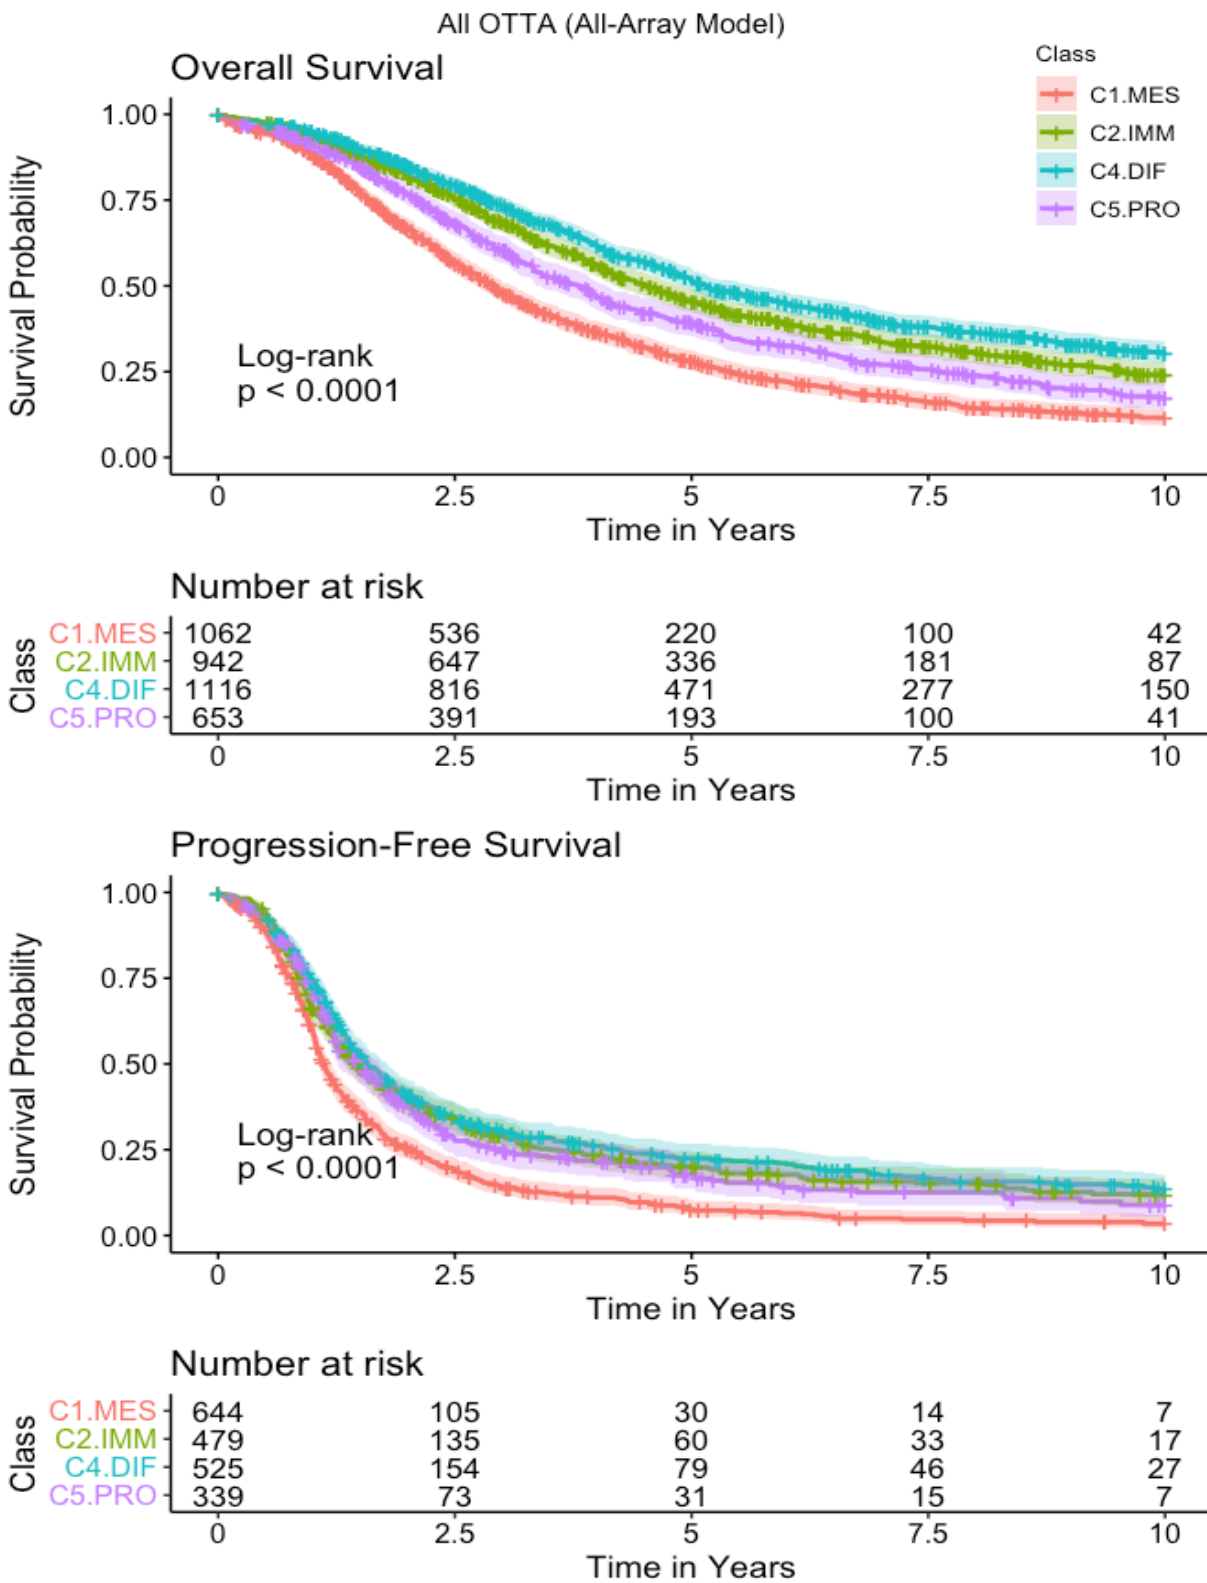 All OTTA (All-Array Model)
Overall Survival
Class
C1.MES
C2.IMM
C4.DIF
C5.PRO
Survival Probability
1.00
0.75
0.50
0.25
0.00
Log-rank
p < 0.0001
0 2.5 5 7.5 10
Time in Years
Number at risk
Class
C1.MES 1062 536 220 100 42
C2.IMM 942 647 336 181 87
C4.DIF 1116 816 471 277 150
C5.PRO 653 391 193 100 41
0 2.5 5 7.5 10
Time in Years
Progression-Free Survival
Survival Probability
1.00
0.75
0.50
0.25
0.00
Log-rank
p < 0.0001
0 2.5 5 7.5 10
Time in Years
Number at risk
Class
C1.MES 644 105 30 14 7
C2.IMM 479 135 60 33 17
C4.DIF 525 154 79 46 27
C5.PRO 339 73 31 15 7
0 2.5 5 7.5 10
Time in Years